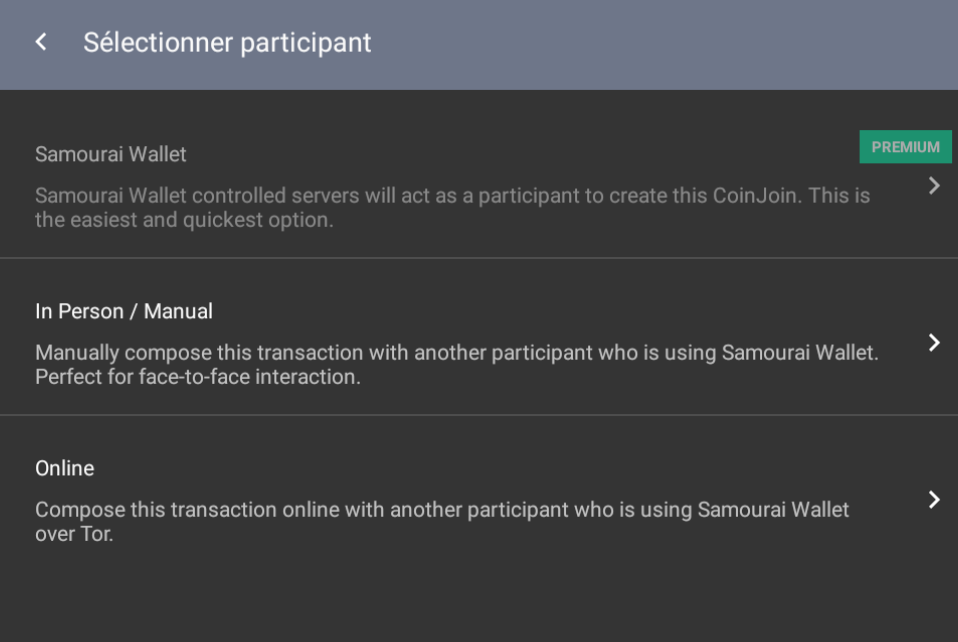 Sélectionner participant
PREMIUM
Samourai Wallet
Samourai Wallet controlled servers will act as a participant to create this CoinJoin. This is
the easiest and quickest option.
In Person / Manual
Manually compose this transaction with another participant who is using Samourai Wallet.
Perfect for face-to-face interaction.
Online
Compose this transaction online with another participant who is using Samourai Wallet
over Tor.